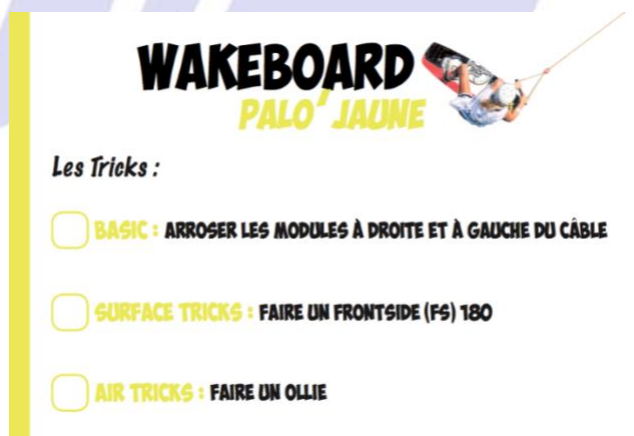 WAKEBOARD
PALO' JAUNE
Les Tricks :
BASIC : ARROSER LES MODULES À DROITE ET À GAUCHE DU CÂBLE
SURFACE TRICKS : FAIRE UN FRONTSIDE (FS) 180
AIR TRICKS : FAIRE UN OLLIE